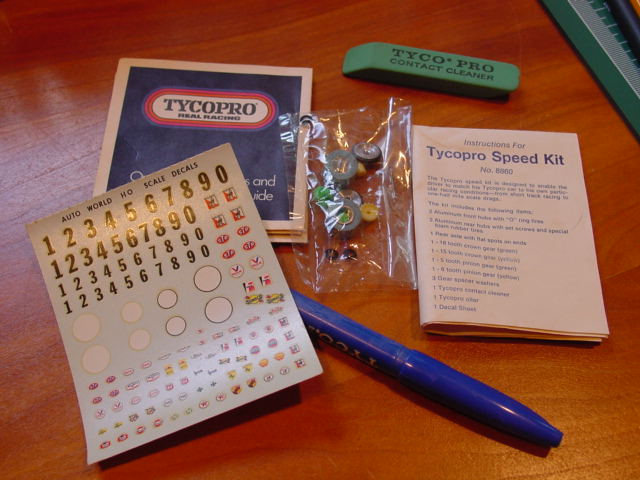 TYCO PRO
CONTACT CLEANER
TYCOPRO
REAL RACING
and
uide
Instructions For
Tycopro Speed Kit
No. 8860
The Tycopro speed kit is designed to enable the
driver to match his Tycopro car to his own partic-
ular racing conditions—from short track racing to
one-half mile scale drags.
The kit includes the following items:
2 Aluminum front hubs with "O" ring tires
2 Aluminum rear hubs with set screws and special
foam rubber tires
1 Rear axle with flat spots on ends
1 - 16 tooth crown gear (green)
1 - 15 tooth crown gear (yellow)
1 - 5 tooth pinion gear (green)
1 - 6 tooth pinion gear (yellow)
3 Gear spacer washers
1 Tycopro contact cleaner
1 Tycopro oiler
1 Decal Sheet
AUTO WORLD HO SCALE DECALS
1 2 3 4 5 6 7 8 9 0
1 2 3 4 5 6 7 8 9 0
1 2 3 4 5 6 7 8 9 0
1 2 3 4 5 6 7 8 9 0
STP
STP
TYCO